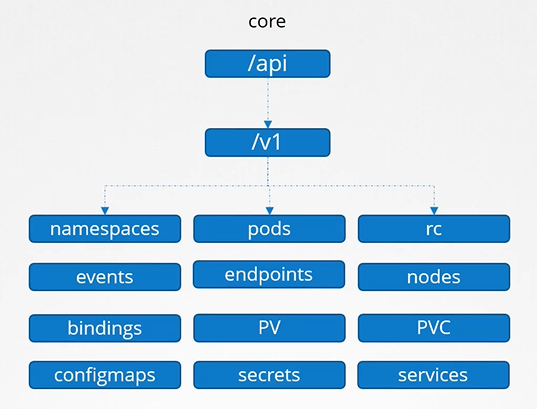 core
/api
/v1
namespaces
pods
rc
events
endpoints
nodes
bindings
PV
PVC
configmaps
secrets
services